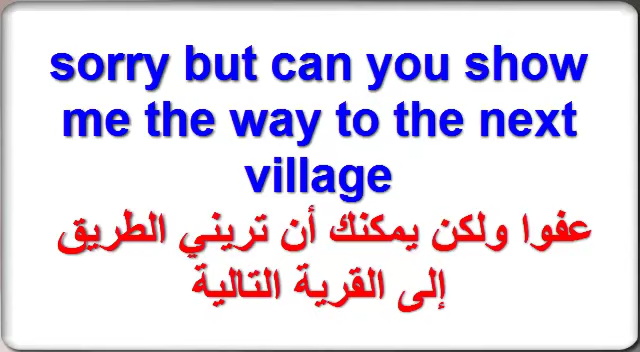 sorry but can you show
me the way to the next
village
عفوا ولكن يمكنك أن تريني الطريق
إلى القرية التالية